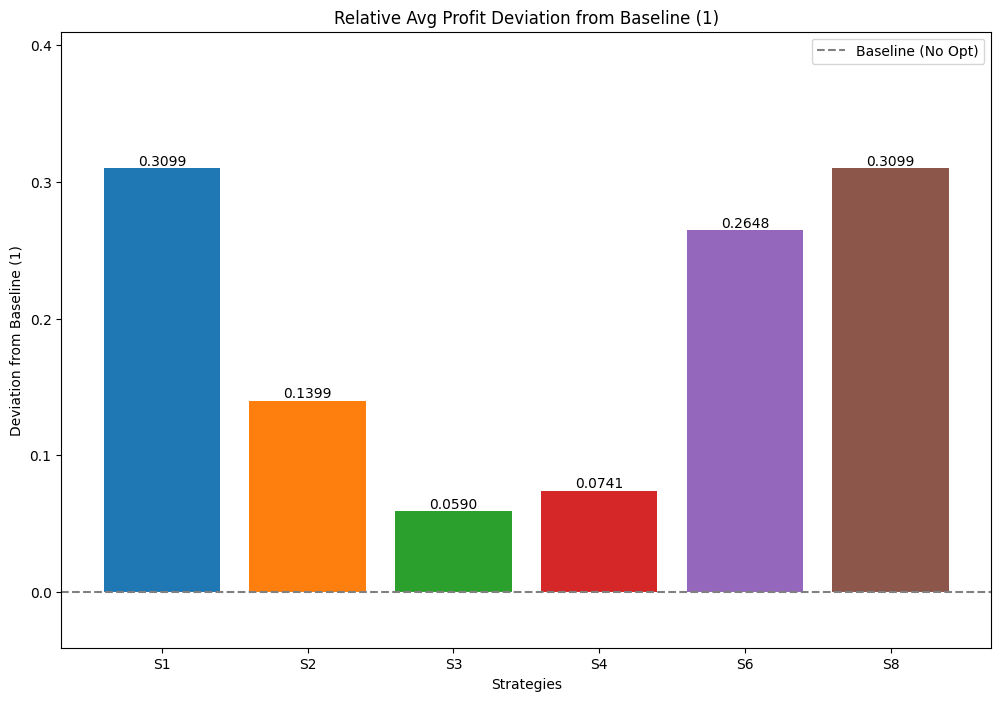 Relative Avg Profit Deviation from Baseline (1)
Baseline (No Opt)
Deviation from Baseline (1)
0.4
0.3
0.2
0.1
0.0
0.3099
0.1399
0.0590
0.0741
0.2648
0.3099
S1 S2 S3 S4 S6 S8
Strategies